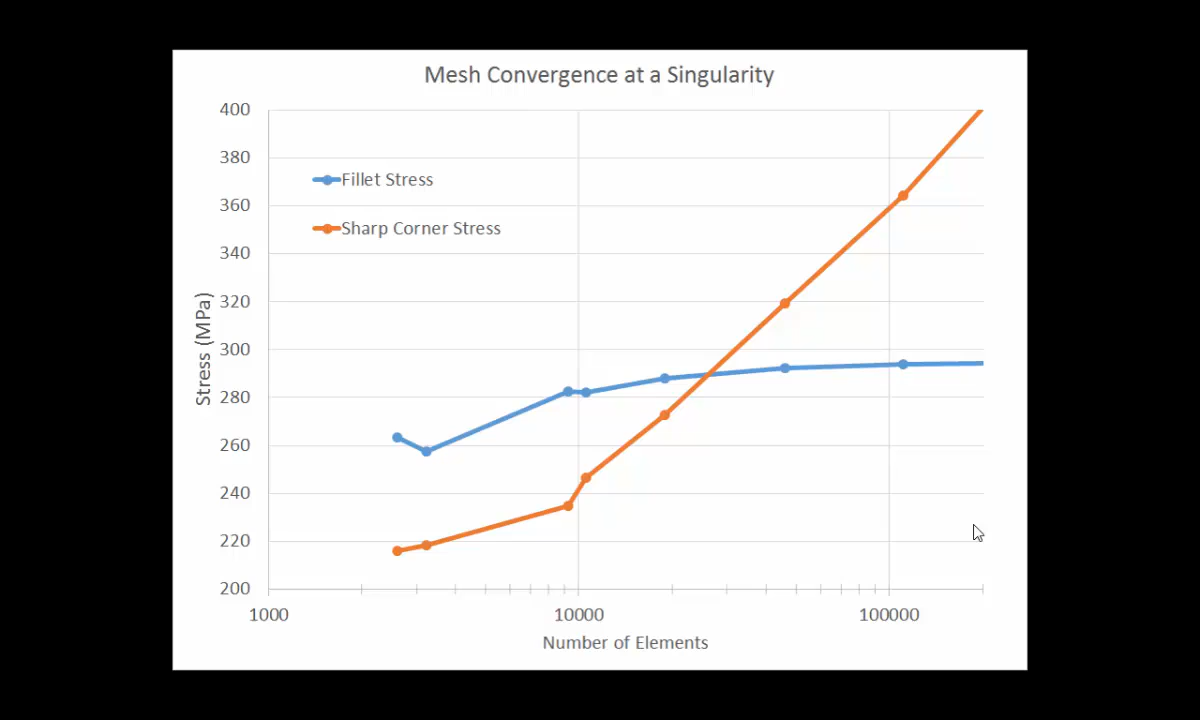 Mesh Convergence at a Singularity
400
380
360
340
320
300
280
260
240
220
200
Stress (MPa)
Fillet Stress
Sharp Corner Stress
1000 10000 100000
Number of Elements